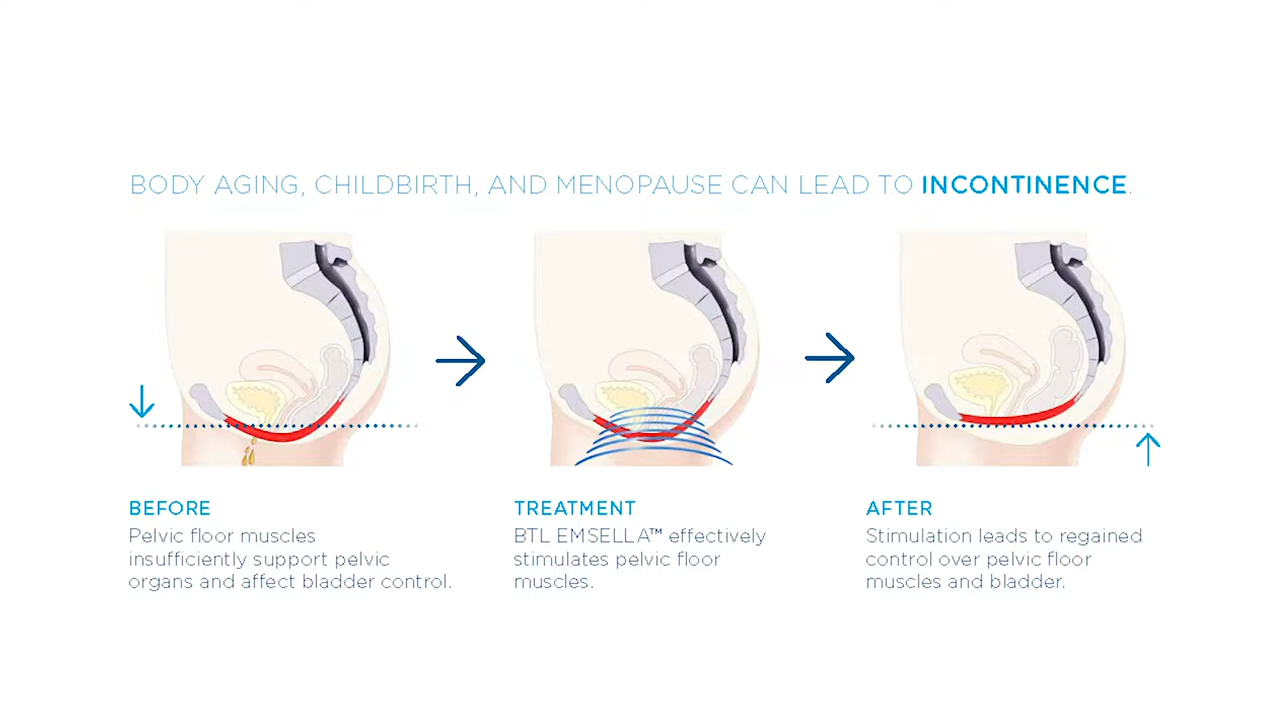 BODY AGING, CHILDBIRTH, AND MENOPAUSE CAN LEAD TO INCONTINENCE.
BEFORE
Pelvic floor muscles
insufficiently support pelvic
organs and affect bladder control.
TREATMENT
BTL EMSELLA™ effectively
stimulates pelvic floor
muscles.
AFTER
Stimulation leads to regained
control over pelvic floor
muscles and bladder.